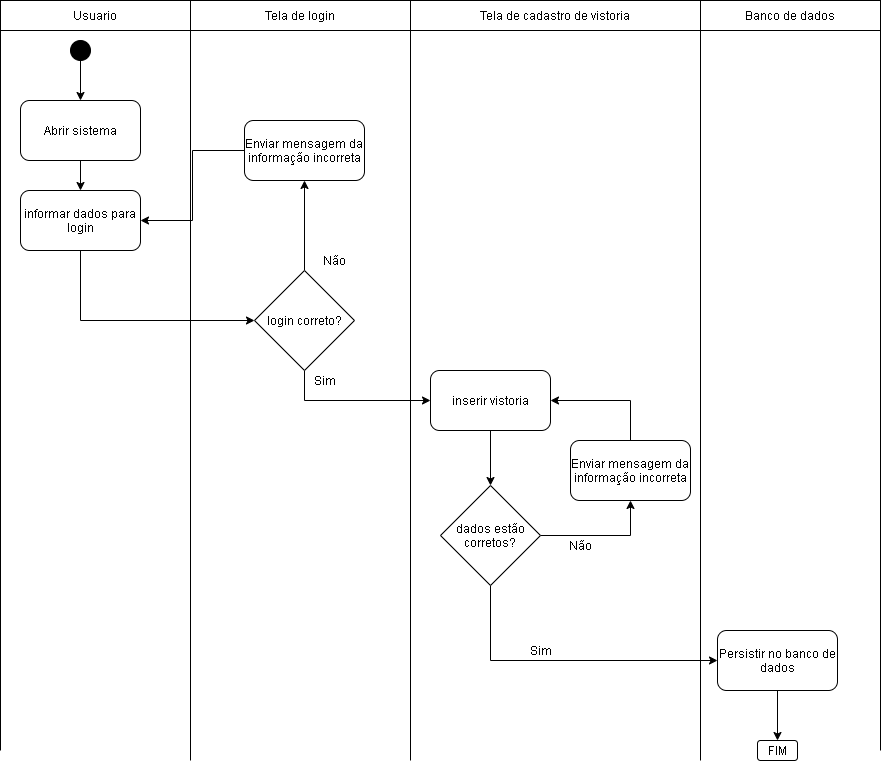 Usuario
Tela de login
Tela de cadastro de vistoria
Banco de dados
Abrir sistema
Enviar mensagem da
informação incorreta
informar dados para
login
Não
login correto?
Sim
inserir vistoria
Enviar mensagem da
informação incorreta
dados estão
corretos?
Não
Sim
Persistir no banco de
dados
FIM